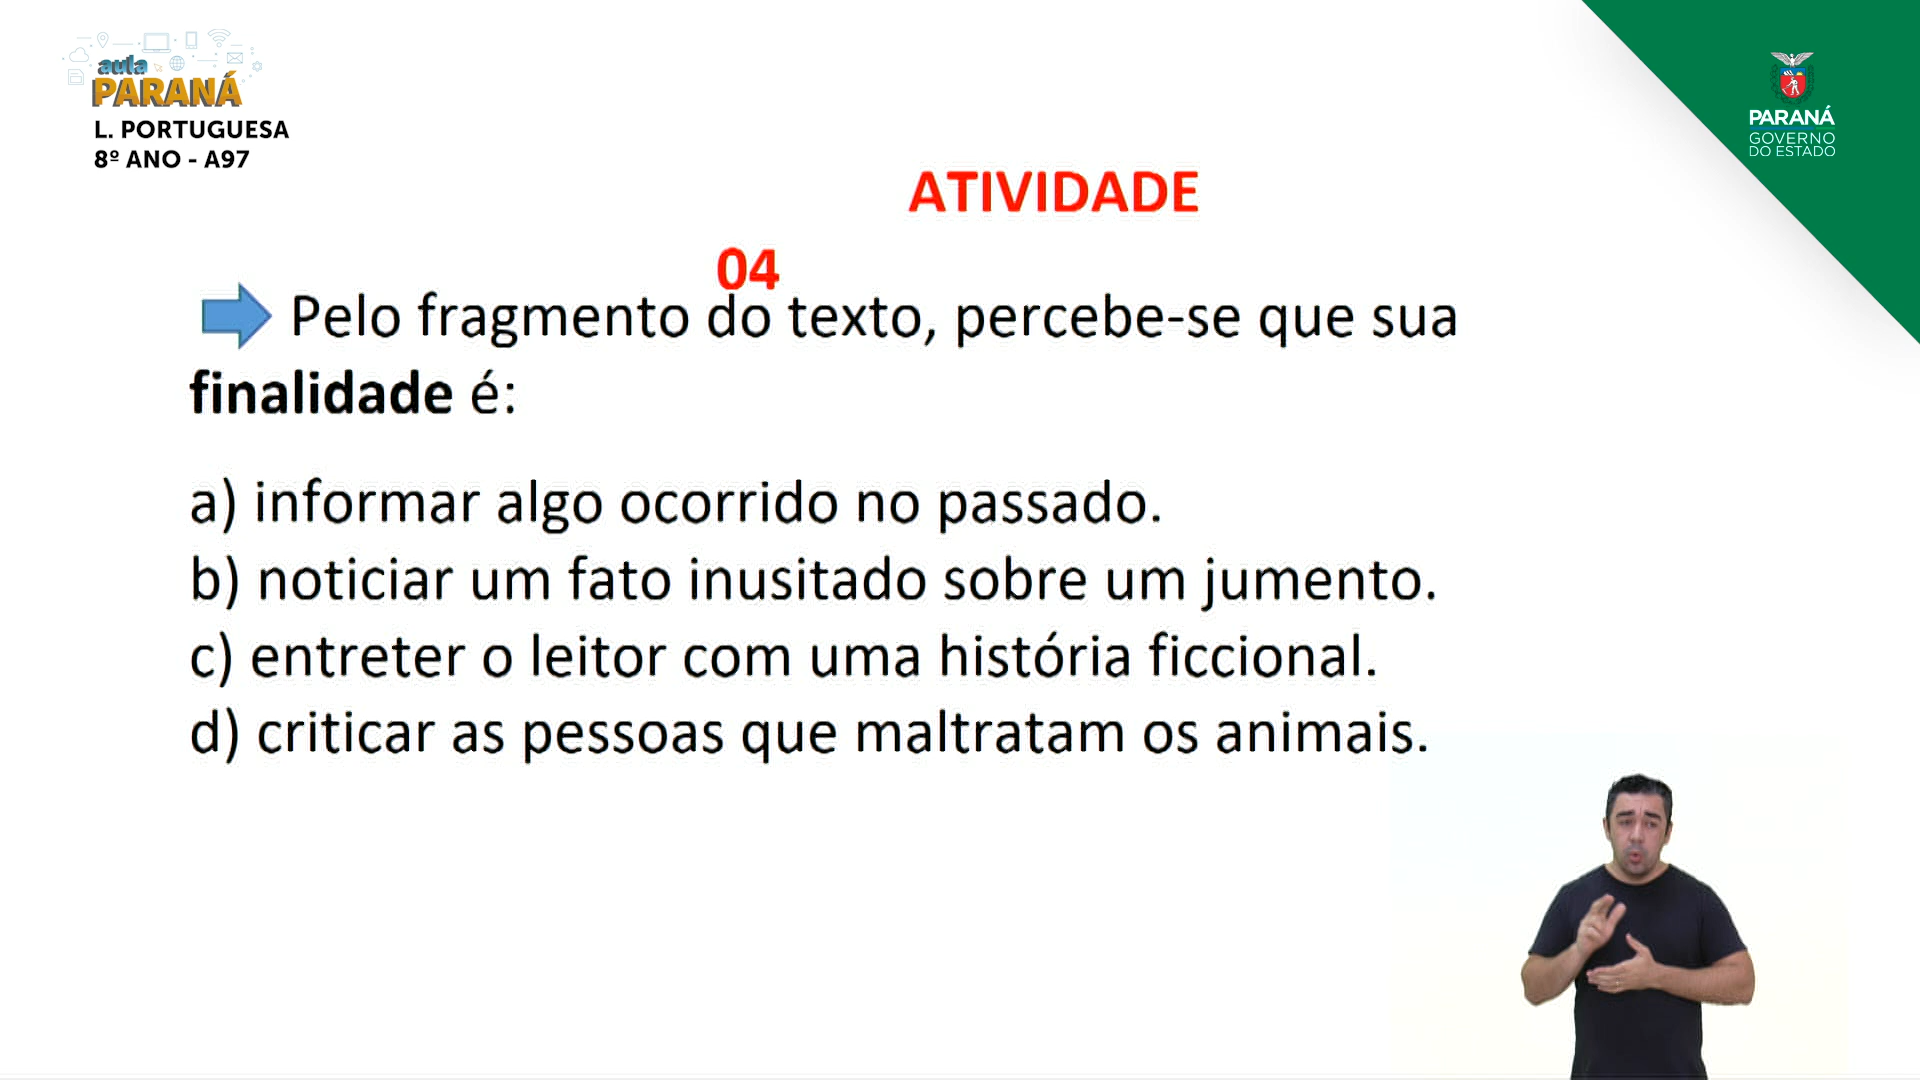 aula
PARANÁ
L. PORTUGUESA
8º ANO - A97
PARANÁ
GOVERNO
DO ESTADO
ATIVIDADE
04
Pelo fragmento do texto, percebe-se que sua
finalidade é:
a) informar algo ocorrido no passado.
b) noticiar um fato inusitado sobre um jumento.
c) entreter o leitor com uma história ficcional.
d) criticar as pessoas que maltratam os animais.